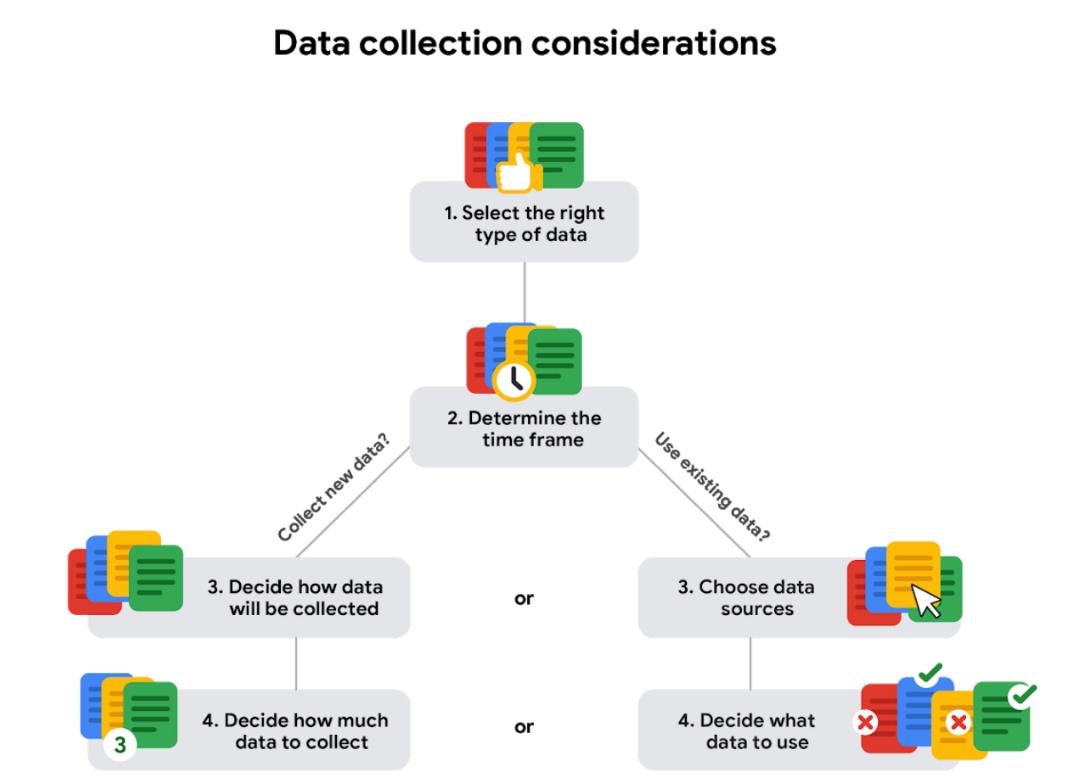 Data collection considerations
1. Select the right
type of data
2. Determine the
time frame
Collect new data?
Use existing data?
3. Decide how data
will be collected
or
3. Choose data
sources
4. Decide how much
data to collect
3
or
4. Decide what
data to use